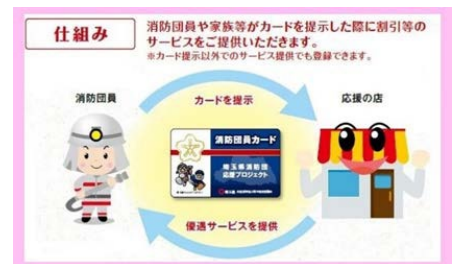 仕組み
消防団員や家族等がカードを提示した際に割引等の
サービスをご提供いただきます。
※カード提示以外でのサービス提供でも登録できます。
消防団員
カードを提示
応援の店
消防団員カード
埼玉県消防団
応援プロジェクト
優遇サービスを提供